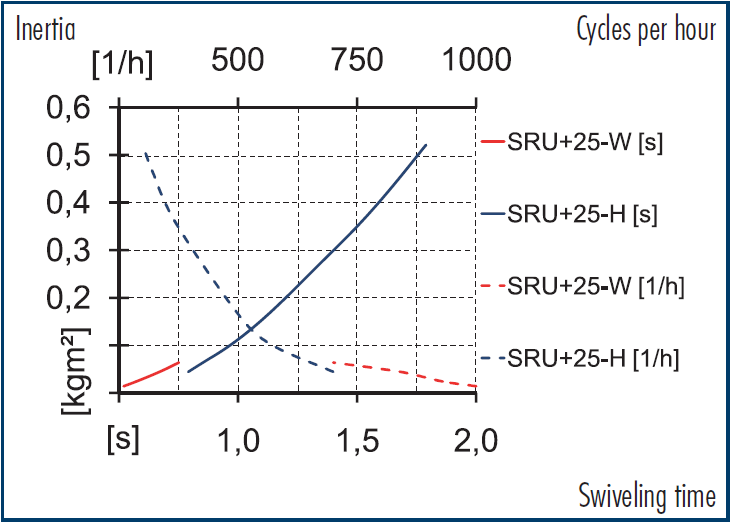 Inertia Cycles per hour
[1/h] 500 750 1000
0,6
0,5
0,4
0,3
0,2
[kgm²]
SRU+25-W [s]
SRU+25-H [s]
SRU+25-W [1/h]
SRU+25-H [1/h]
[s] 1,0 1,5 2,0
Swiveling time